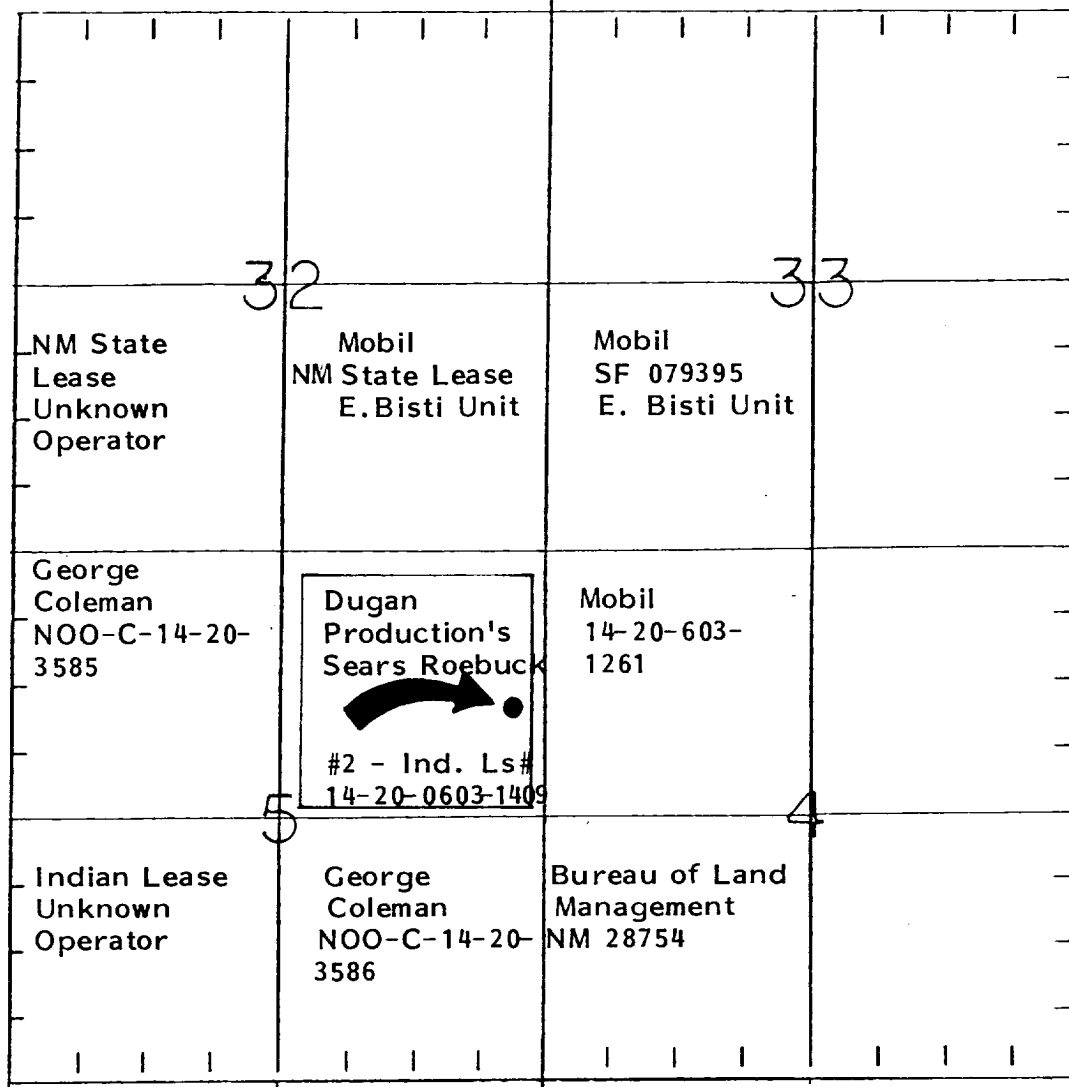 32
33
NM State
Lease
Unknown
Operator
Mobil
NM State Lease
E. Bisti Unit
Mobil
SF 079395
E. Bisti Unit
George
Coleman
NOO-C-14-20-
3585
Dugan
Production's
Sears Roebuck
#2 - Ind. Ls#
14-20-0603-1409
Mobil
14-20-603-
1261
5
4
Indian Lease
Unknown
Operator
George
Coleman
NOO-C-14-20-
3586
Bureau of Land
Management
NM 28754